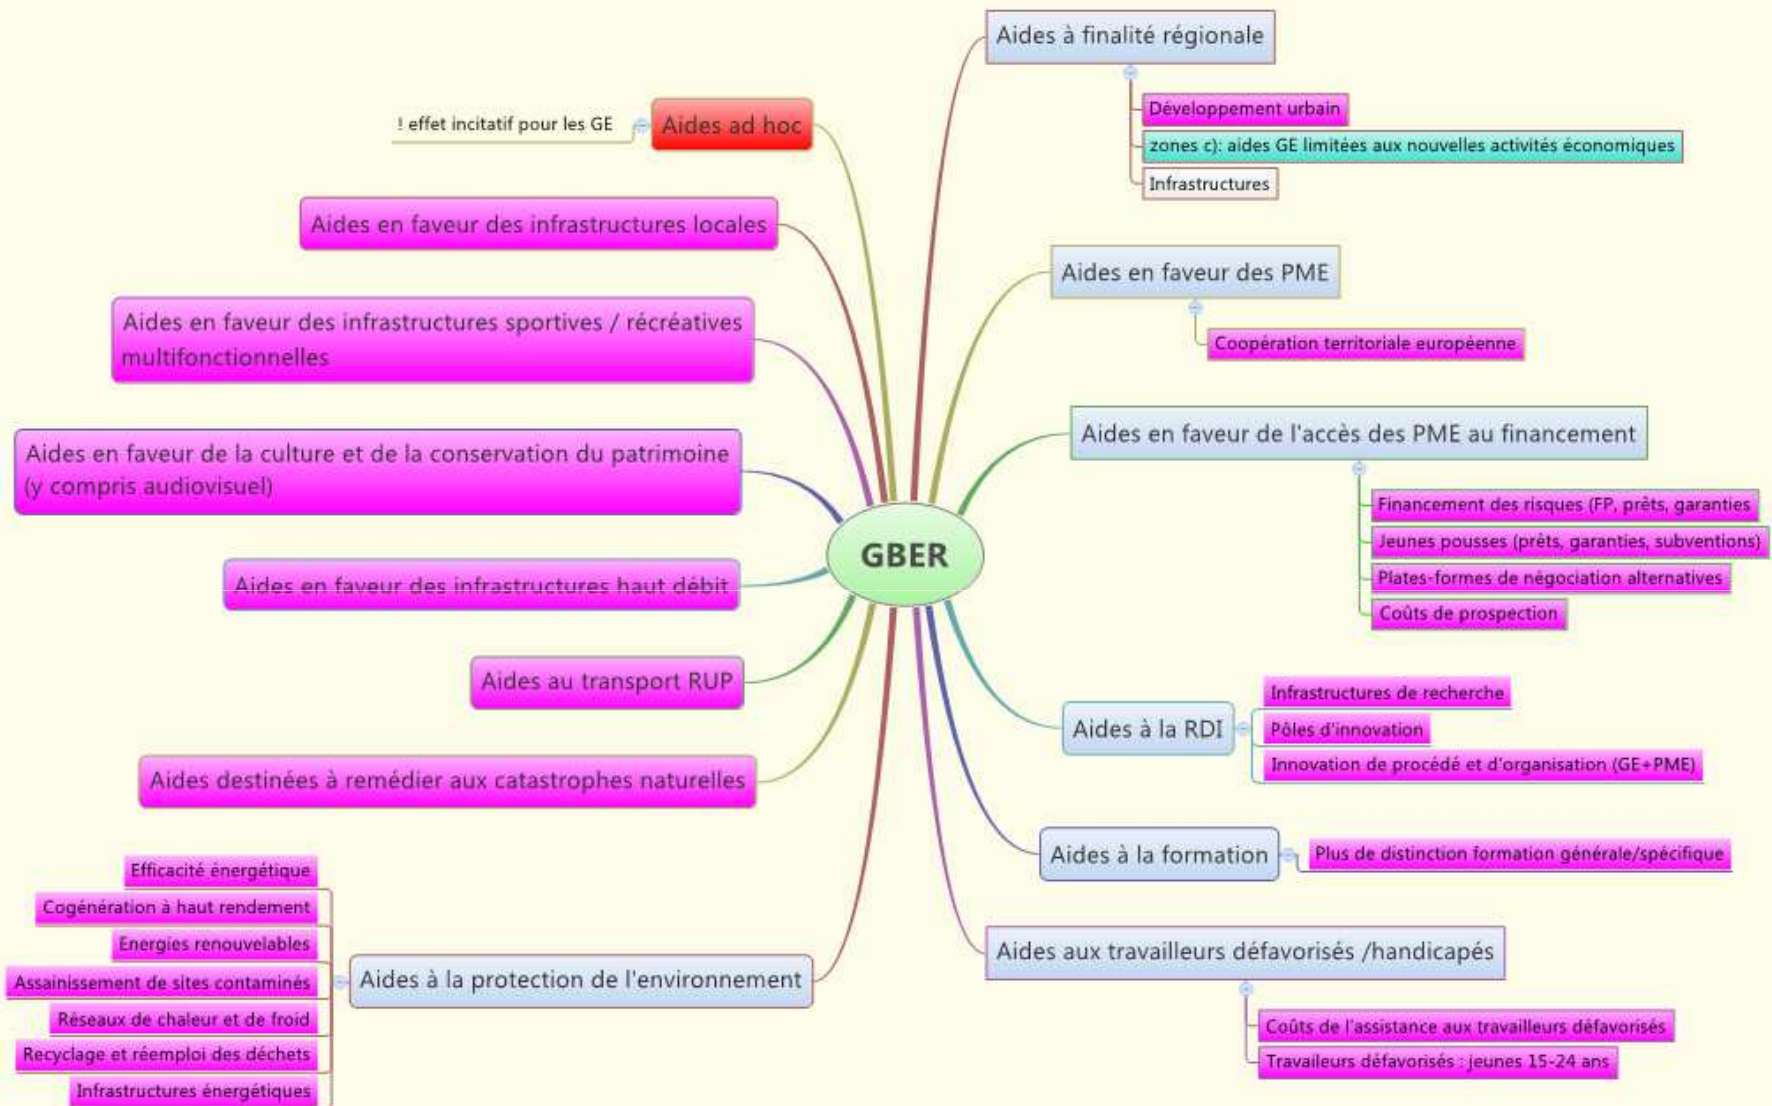 Aides à finalité régionale
Développement urbain
zones c): aides GE limitées aux nouvelles activités économiques
Infrastructures
Aides en faveur des PME
Coopération territoriale européenne
Aides en faveur de l'accès des PME au financement
Financement des risques (FP, prêts, garanties
Jeunes pousses (prêts, garanties, subventions)
Plates-formes de négociation alternatives
Coûts de prospection
Aides à la RDI
Infrastructures de recherche
Pôles d'innovation
Innovation de procédé et d'organisation (GE+PME)
Aides à la formation
Plus de distinction formation générale/spécifique
Aides aux travailleurs défavorisés /handicapés
Coûts de l'assistance aux travailleurs défavorisés
Travaileurs défavorisés : jeunes 15-24 ans
GBER
! effet incitatif pour les GE
Aides ad hoc
Aides en faveur des infrastructures locales
Aides en faveur des infrastructures sportives / récréatives
multifonctionnelles
Aides en faveur de la culture et de la conservation du patrimoine
(y compris audiovisuel)
Aides en faveur des infrastructures haut débit
Aides au transport RUP
Aides destinées à remédier aux catastrophes naturelles
Aides à la protection de l'environnement
Efficacité énergétique
Cogénération à haut rendement
Energies renouvelables
Assainissement de sites contaminés
Réseaux de chaleur et de froid
Recyclage et réemploi des déchets
Infrastructures énergétiques